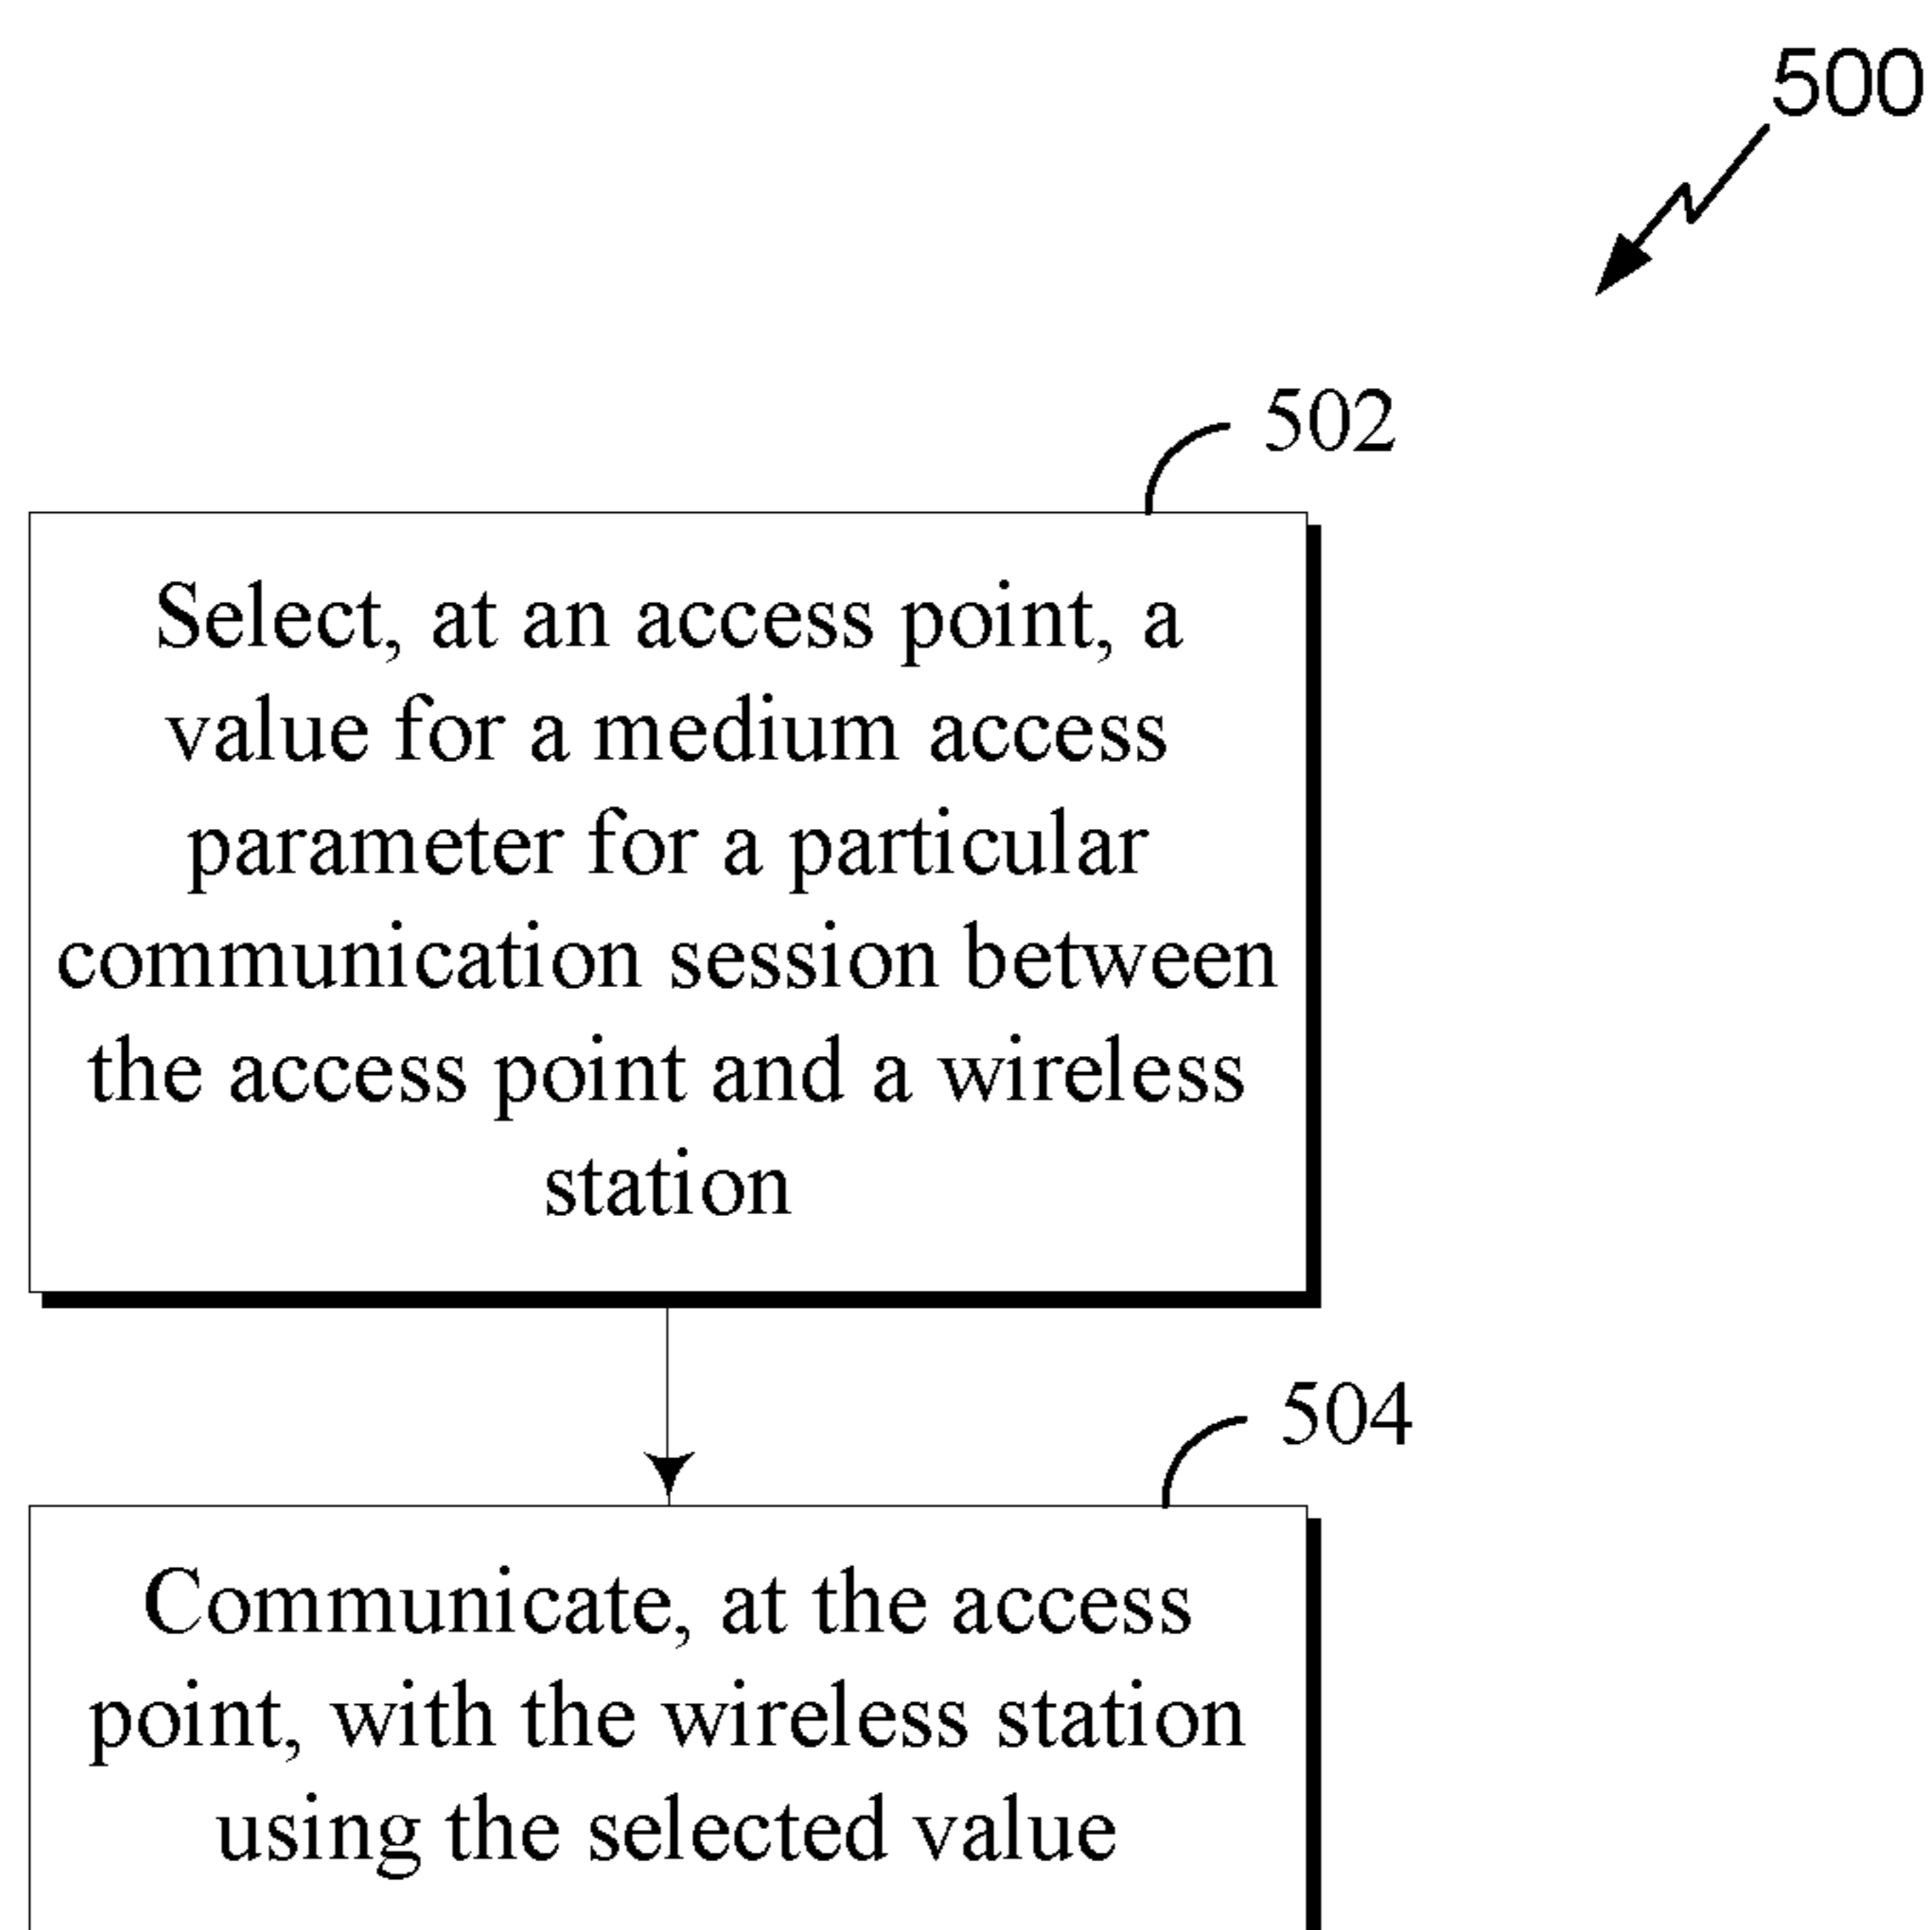 500
502
Select, at an access point, a
value for a medium access
parameter for a particular
communication session between
the access point and a wireless
station
504
Communicate, at the access
point, with the wireless station
using the selected value